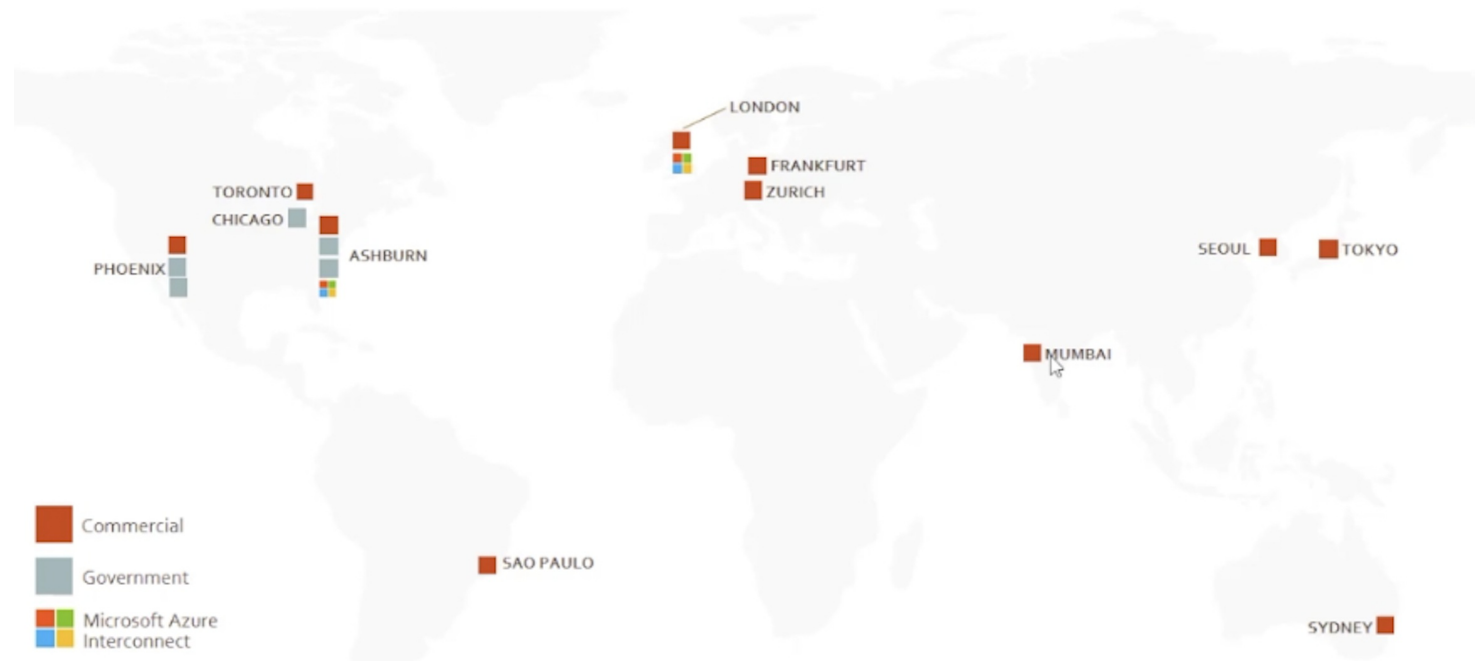 LONDON
FRANKFURT
TORONTO
ZURICH
CHICAGO
ASHBURN
SEOUL
TOKYO
PHOENIX
MUMBAI
Commercial
SAO PAULO
Government
Microsoft Azure
Interconnect
SYDNEY